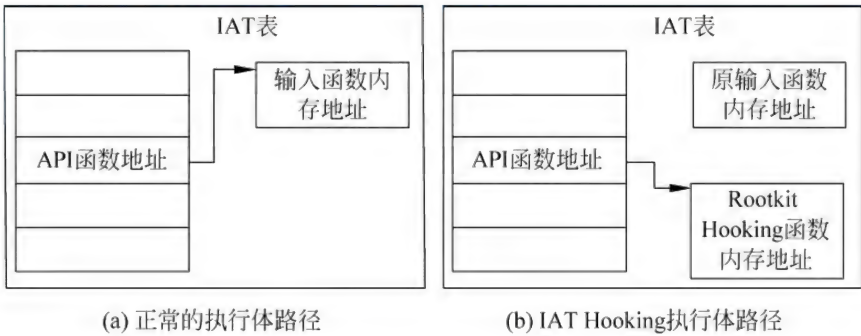 IAT表
输入函数内
存地址
API函数地址
(a) 正常的执行体路径
IAT表
原输入函数
内存地址
API函数地址
Rootkit
Hooking函数
内存地址
(b) IAT Hooking执行体路径